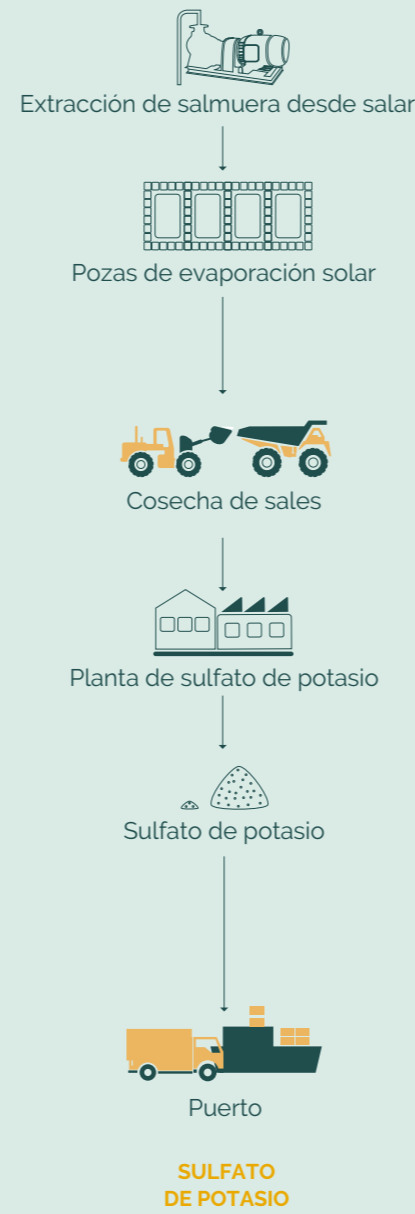 Extracción de salmuera desde salar
Pozas de evaporación solar
Cosecha de sales
Planta de sulfato de potasio
Sulfato de potasio
Puerto
SULFATO
DE POTASIO